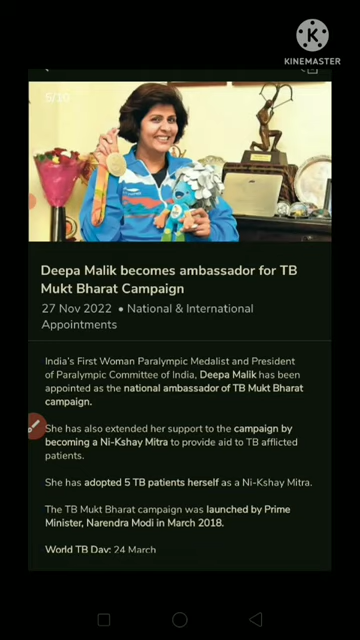 KINEMASTER
5/10
Deepa Malik becomes ambassador for TB
Mukt Bharat Campaign
27 Nov 2022 • National & International
Appointments
India's First Woman Paralympic Medalist and President
of Paralympic Committee of India, Deepa Malik has been
appointed as the national ambassador of TB Mukt Bharat
campaign.
She has also extended her support to the campaign by
becoming a Ni-Kshay Mitra to provide aid to TB afflicted
patients.
She has adopted 5 TB patients herself as a Ni-Kshay Mitra.
The TB Mukt Bharat campaign was launched by Prime
Minister, Narendra Modi in March 2018.
World TB Day: 24 March